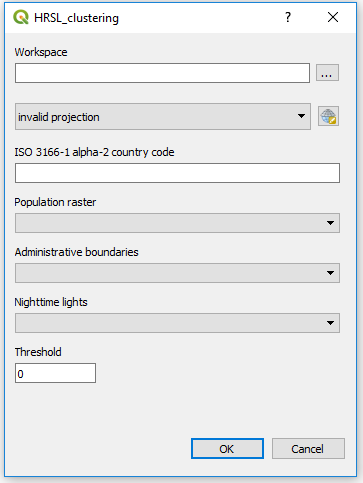 HRSL_clustering
Workspace
...
invalid projection
ISO 3166-1 alpha-2 country code
Population raster
Administrative boundaries
Nighttime lights
Threshold
0
OK Cancel